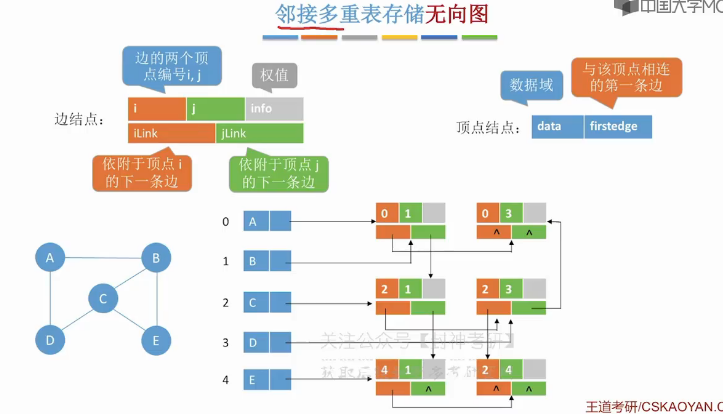 邻接多重表存储无向图
中国大学MO
边的两个顶
点编号i, j
权值
边结点:
i
j
info
iLink
jLink
依附于顶点 i
的下一条边
依附于顶点 j
的下一条边
数据域
与该顶点相连
的第一条边
顶点结点:
data
firstedge
0
A
0
1
0
3
^
^
1
B
2
C
2
1
2
3
3
D
4
E
4
1
^
2
4
^
^
A
B
C
D
E
关注公众号【封神考研】
王道考研/CSKAOYAN.C